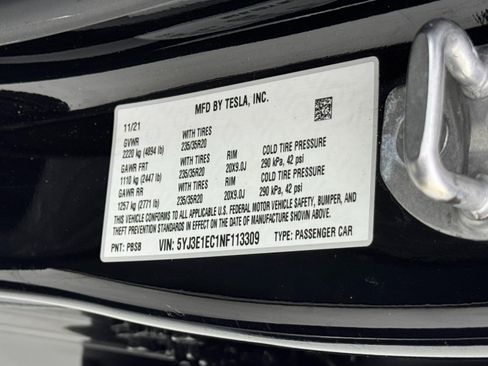 MFD BY TESLA, INC.
11/21
GVWR WITH TIRES RIM COLD TIRE PRESSURE
2220 kg (4894 lb) 235/35R20 20X9.0J 290 kPa, 42 psi
GAWR FRT WITH TIRES RIM COLD TIRE PRESSURE
1110 kg (2447 lb) 235/35R20 20X9.0J 290 kPa, 42 psi
GAWR RR WITH TIRES
1257 kg (2771 lb) 235/35R20
THIS VEHICLE CONFORMS TO ALL APPLICABLE U.S. FEDERAL MOTOR VEHICLE SAFETY, BUMPER, AND
THEFT PREVENTION STANDARDS IN EFFECT ON THE DATE OF MANUFACTURE SHOWN ABOVE.
PNT: PBSB VIN: 5YJ3E1EC1NF113309 TYPE: PASSENGER CAR